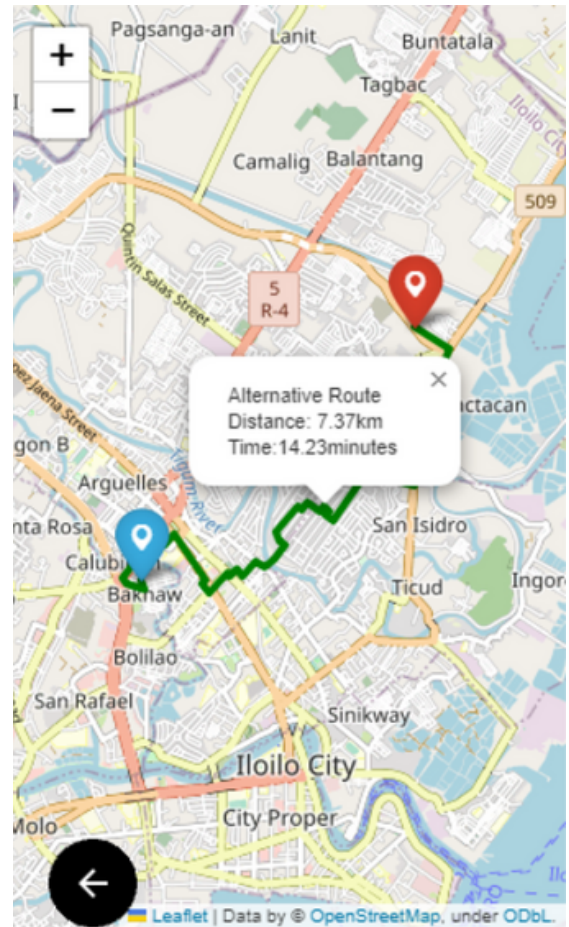 Pagsanga-an
Lanit
Buntatala
+
−
Tagbac
Iloilo City
Camalig
Balantang
509
Quintin Salas Street
5
R-4
Alternative Route
Distance: 7.37km
Time:14.23minutes
×
Jaena Street
Arguelles
San Isidro
Ticud
Bolilao
San Rafael
Sinikway
Iloilo City
Molo
City Proper
Leaflet | Data by © OpenStreetMap, under ODbL.